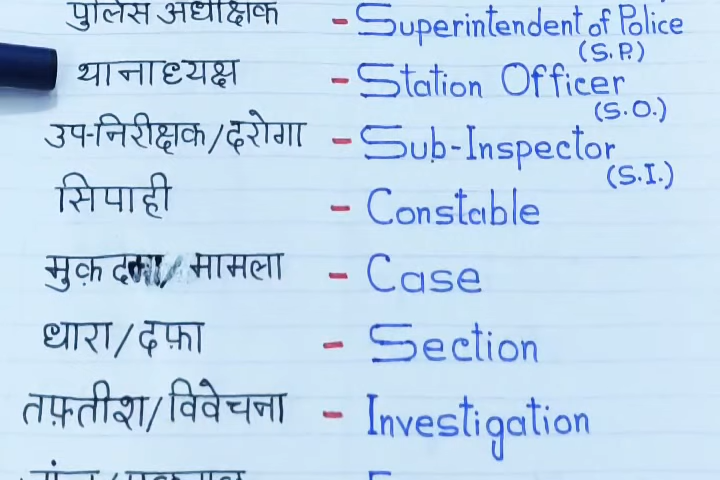 पुलिस अधीक्षक - Superintendent of Police
(S.P.)
थानाध्यक्ष - Station Officer
(S.O.)
उप-निरीक्षक/दरोगा - Sub-Inspector
(S.I.)
सिपाही - Constable
मुक़दमा/मामला - Case
धारा/दफ़ा - Section
तफ़्तीश/विवेचना - Investigation